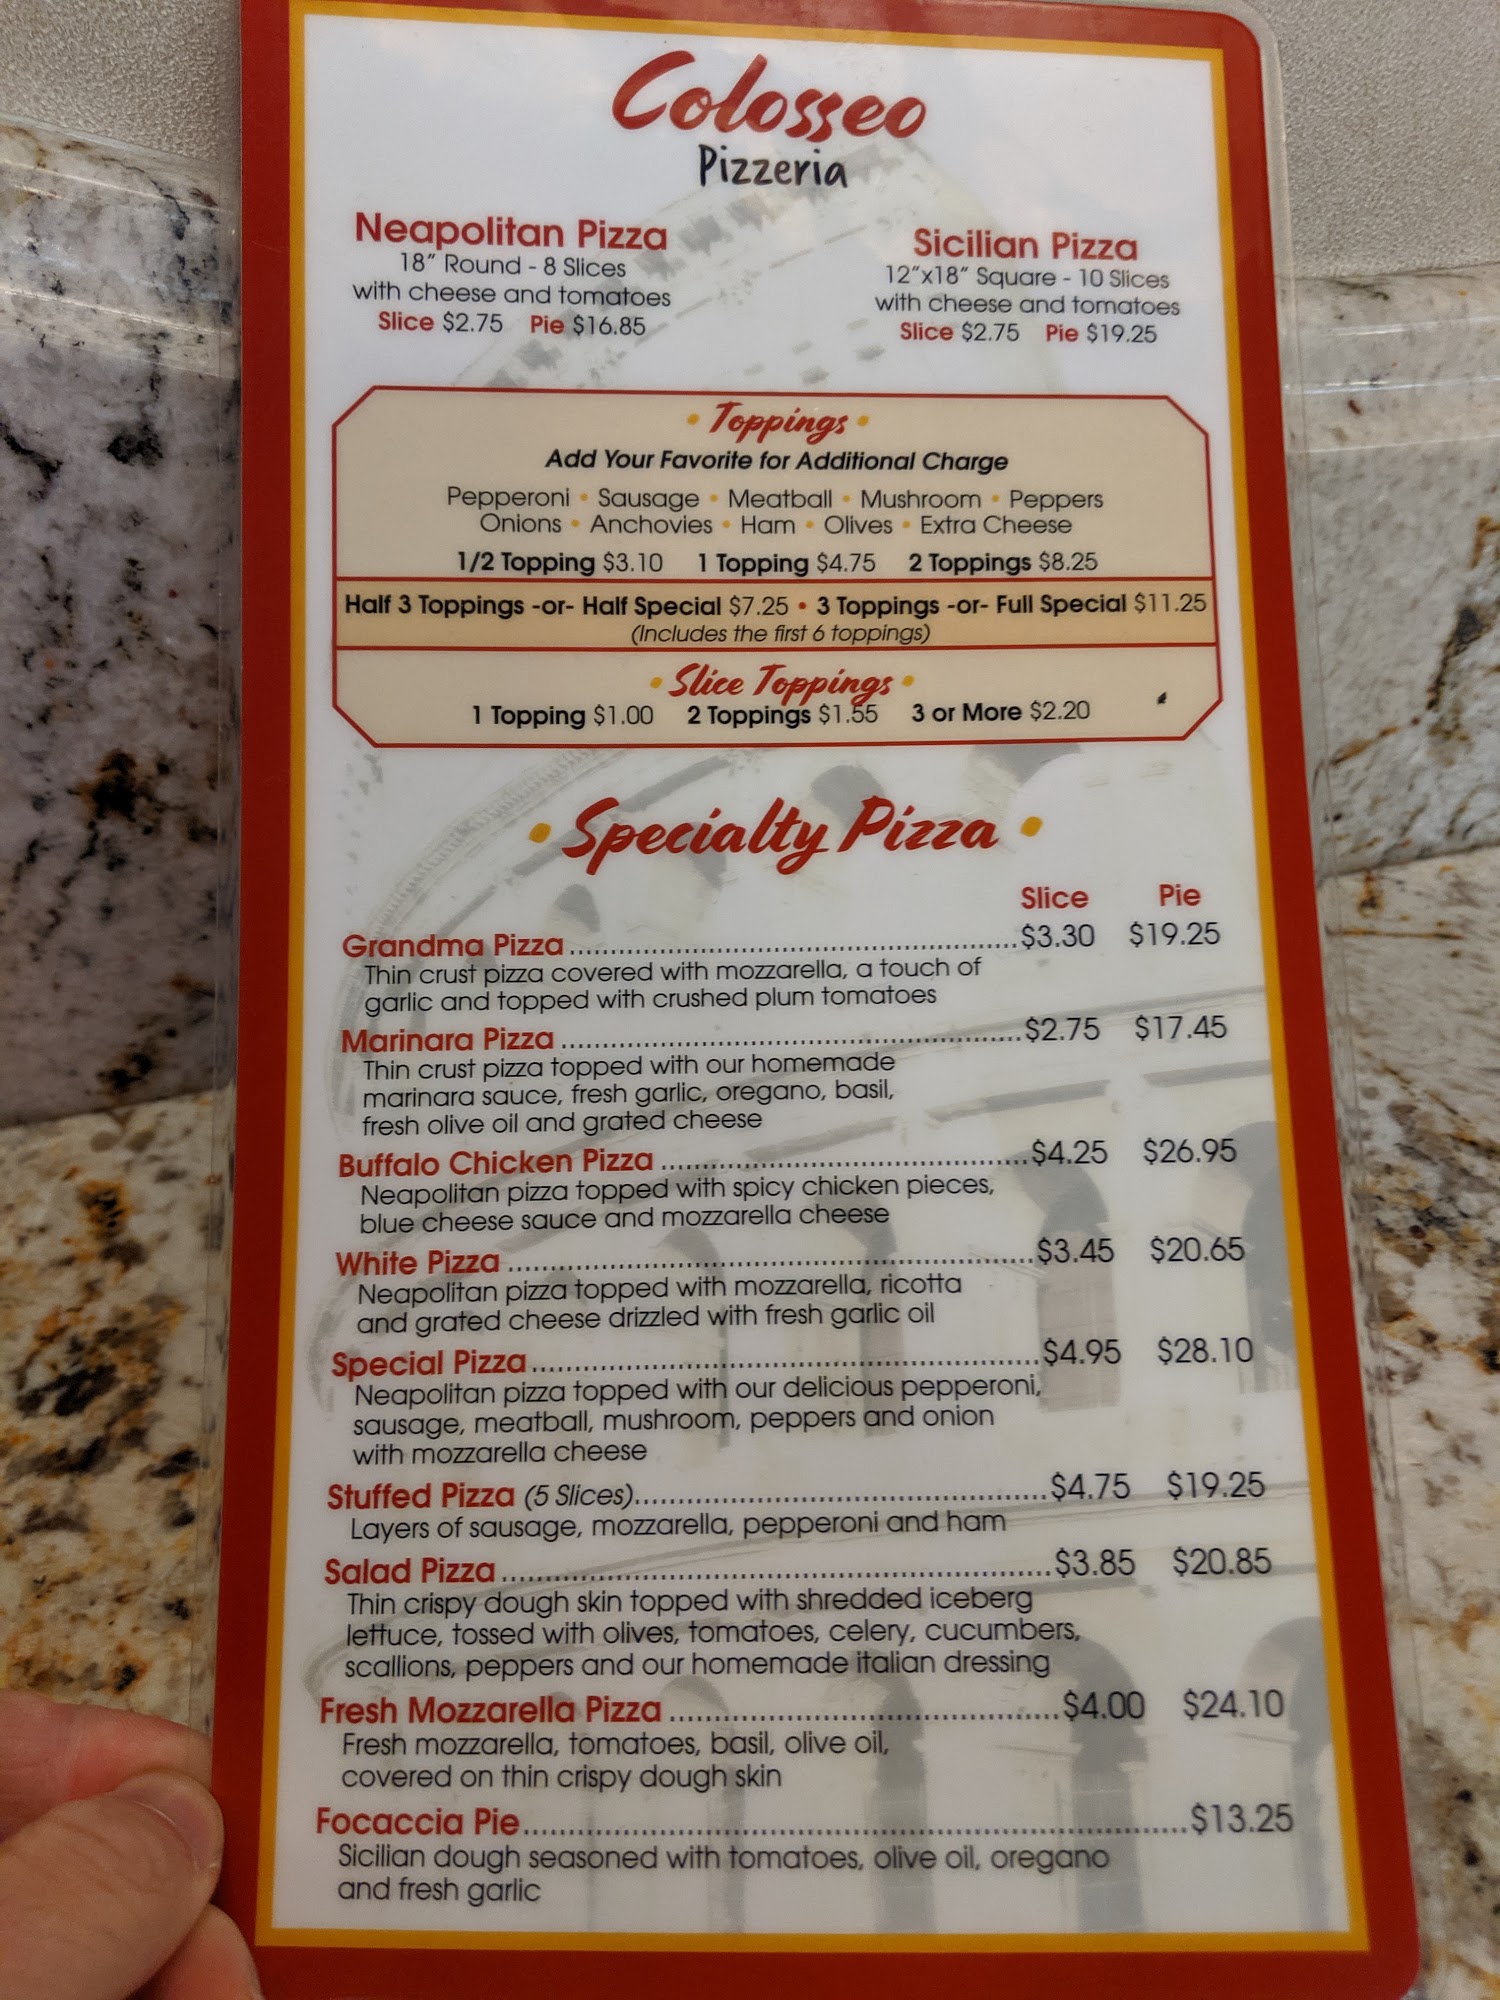 Colosseo
Pizzeria
Neapolitan Pizza
18" Round - 8 Slices
with cheese and tomatoes
Slice $2.75 Pie $16.85
Sicilian Pizza
12"x18" Square - 10 Slices
with cheese and tomatoes
Slice $2.75 Pie $19.25
• Toppings •
Add Your Favorite for Additional Charge
Pepperoni • Sausage • Meatball • Mushroom • Peppers
Onions • Anchovies • Ham • Olives • Extra Cheese
1/2 Topping $3.10 1 Topping $4.75 2 Toppings $8.25
Half 3 Toppings -or- Half Special $7.25 • 3 Toppings -or- Full Special $11.25
(Includes the first 6 toppings)
• Slice Toppings •
1 Topping $1.00 2 Toppings $1.55 3 or More $2.20
• Specialty Pizza •
Slice Pie
Grandma Pizza $3.30 $19.25
Thin crust pizza covered with mozzarella, a touch of
garlic and topped with crushed plum tomatoes
Marinara Pizza $2.75 $17.45
Thin crust pizza topped with our homemade
marinara sauce, fresh garlic, oregano, basil,
fresh olive oil and grated cheese
Buffalo Chicken Pizza $4.25 $26.95
Neapolitan pizza topped with spicy chicken pieces,
blue cheese sauce and mozzarella cheese
White Pizza $3.45 $20.65
Neapolitan pizza topped with mozzarella, ricotta
and grated cheese drizzled with fresh garlic oil
Special Pizza $4.95 $28.10
Neapolitan pizza topped with our delicious pepperoni,
sausage, meatball, mushroom, peppers and onion
with mozzarella cheese
Stuffed Pizza (5 Slices) $4.75 $19.25
Layers of sausage, mozzarella, pepperoni and ham
Salad Pizza $3.85 $20.85
Thin crispy dough skin topped with shredded iceberg
lettuce, tossed with olives, tomatoes, celery, cucumbers,
scallions, peppers and our homemade italian dressing
Fresh Mozzarella Pizza $4.00 $24.10
Fresh mozzarella, tomatoes, basil, olive oil,
covered on thin crispy dough skin
Focaccia Pie $13.25
Sicilian dough seasoned with tomatoes, olive oil, oregano
and fresh garlic